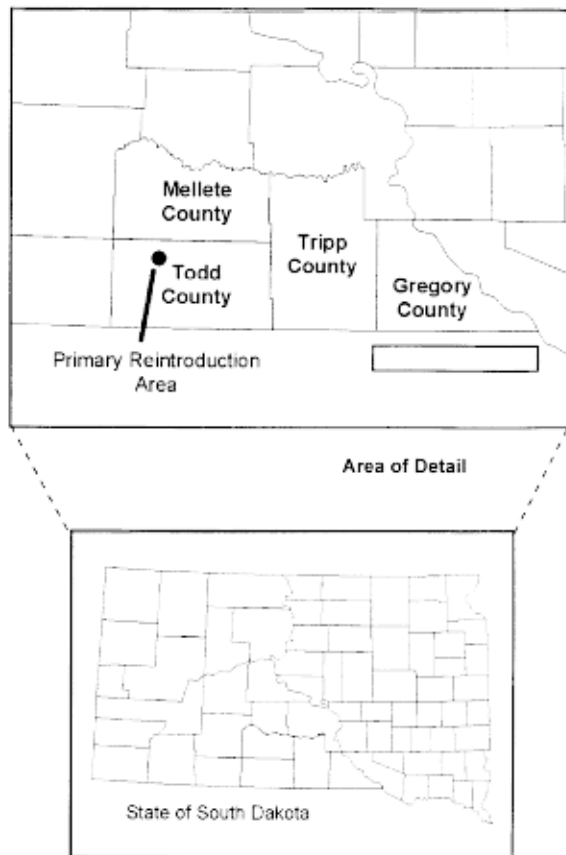 Mellete
County
Tripp
County
Todd
County
Gregory
County
Primary Reintroduction
Area
Area of Detail
State of South Dakota